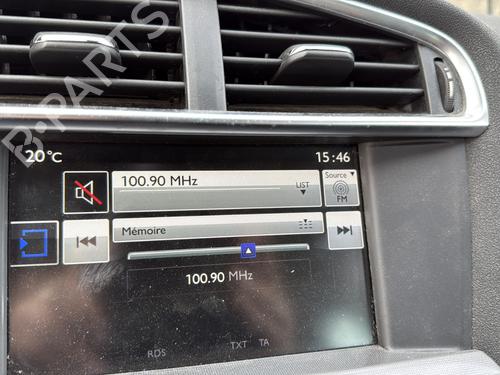 B-PARTS
20°C
15:46
100.90 MHz
LIST
Source
FM
Mémoire
100.90 MHz
RDS
TXT TA